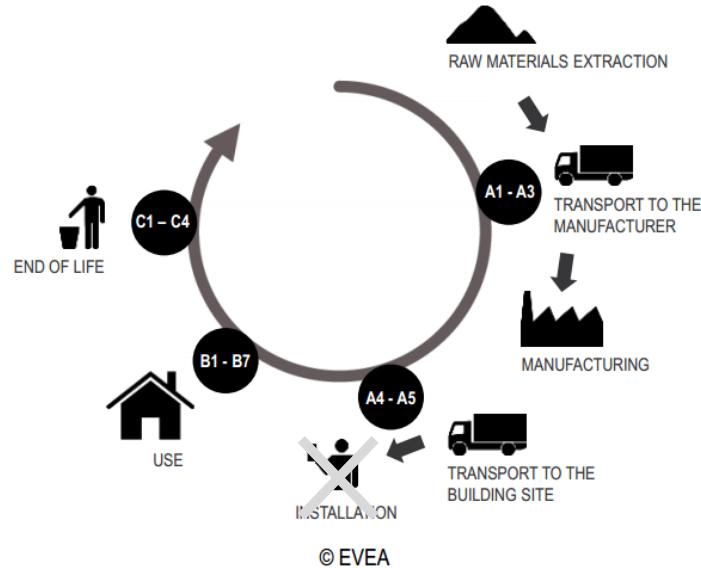 RAW MATERIALS EXTRACTION
A1 - A3
TRANSPORT TO THE
MANUFACTURER
MANUFACTURING
A4 - A5
TRANSPORT TO THE
BUILDING SITE
INSTALLATION
B1 - B7
USE
C1 – C4
END OF LIFE
© EVEA